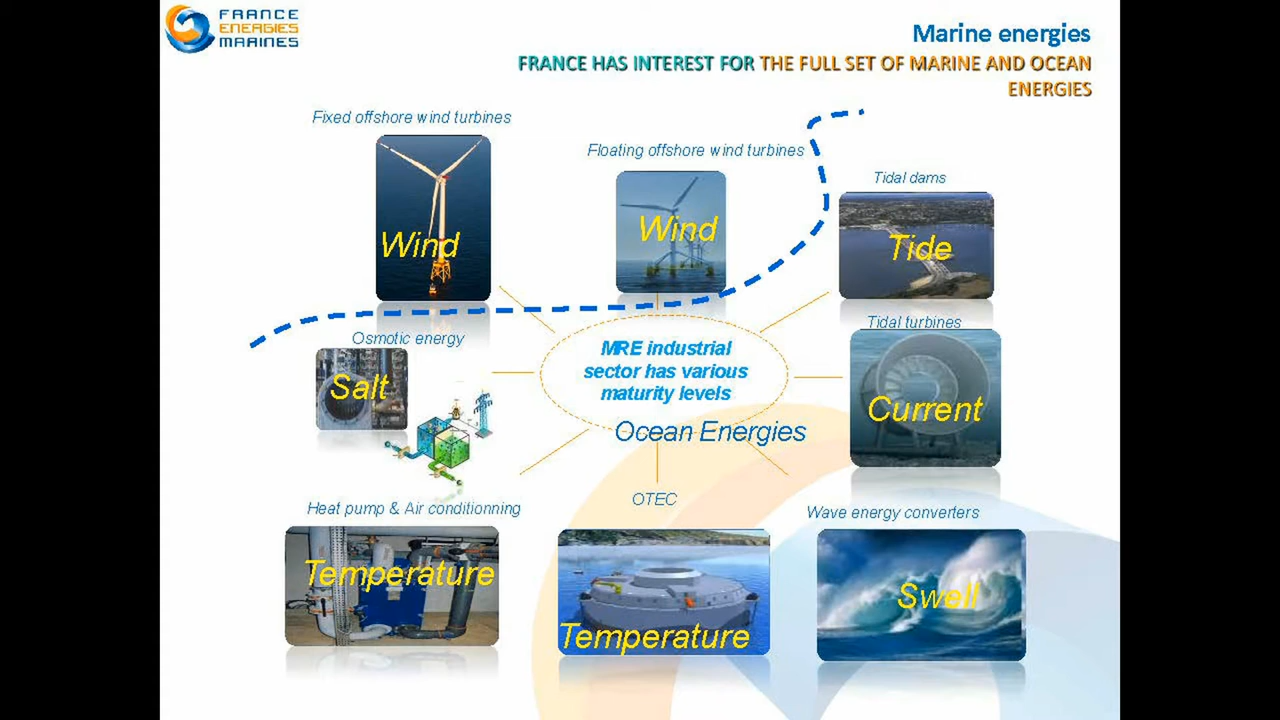 FRANCE
ENERGIES
MARINES
Marine energies
FRANCE HAS INTEREST FOR THE FULL SET OF MARINE AND OCEAN
ENERGIES
Fixed offshore wind turbines
Wind
Floating offshore wind turbines
Wind
Tidal dams
Tide
Osmotic energy
Salt
MRE industrial
sector has various
maturity levels
Ocean Energies
Tidal turbines
Current
Heat pump & Air conditionning
Temperature
OTEC
Temperature
Wave energy converters
Swell